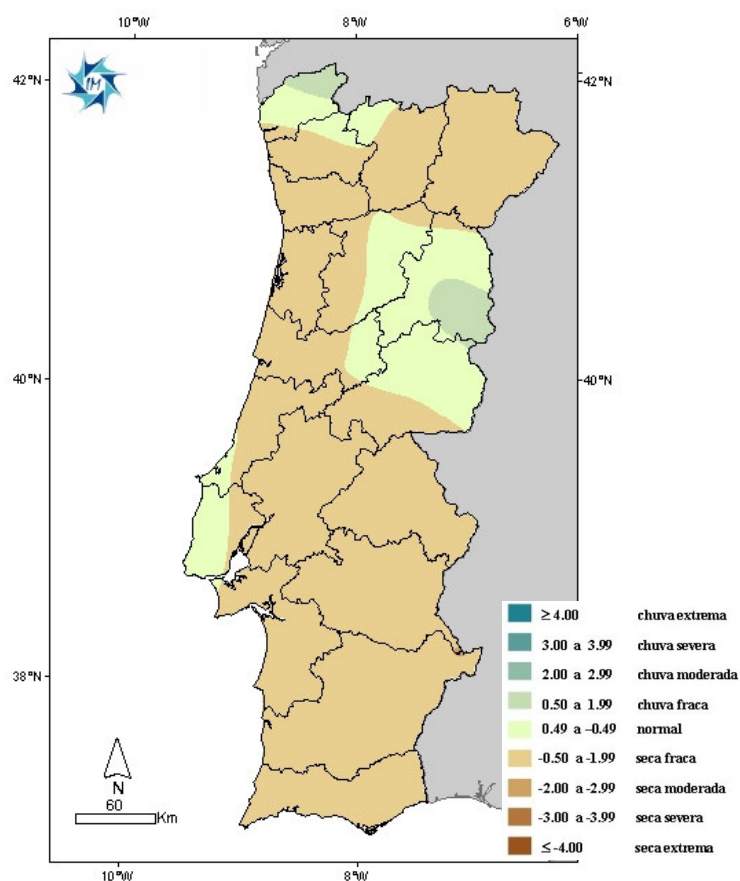 10°W 8°W 6°W
42°N 42°N
IM
40°N 40°N
≥ 4.00 chuva extrema
3.00 a 3.99 chuva severa
38°N 2.00 a 2.99 chuva moderada
0.50 a 1.99 chuva fraca
0.49 a –0.49 normal
-0.50 a -1.99 seca fraca
N -2.00 a -2.99 seca moderada
60
Km -3.00 a -3.99 seca severa
≤ -4.00 seca extrema
10°W 8°W